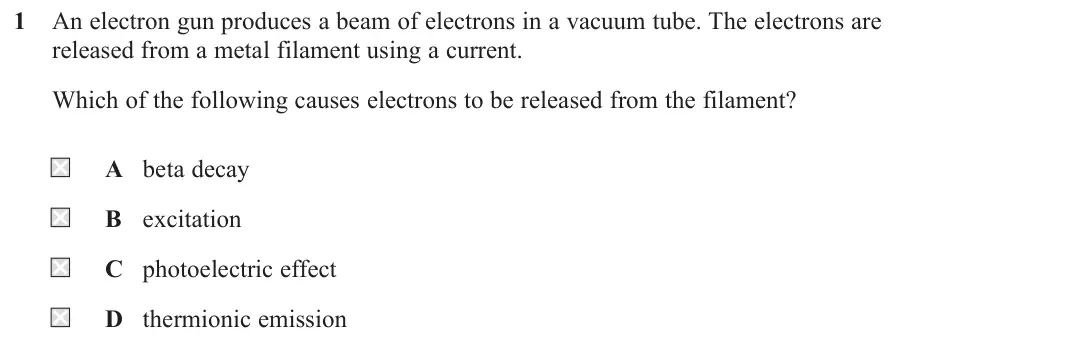 1 An electron gun produces a beam of electrons in a vacuum tube. The electrons are
released from a metal filament using a current.
Which of the following causes electrons to be released from the filament?
A beta decay
B excitation
C photoelectric effect
D thermionic emission